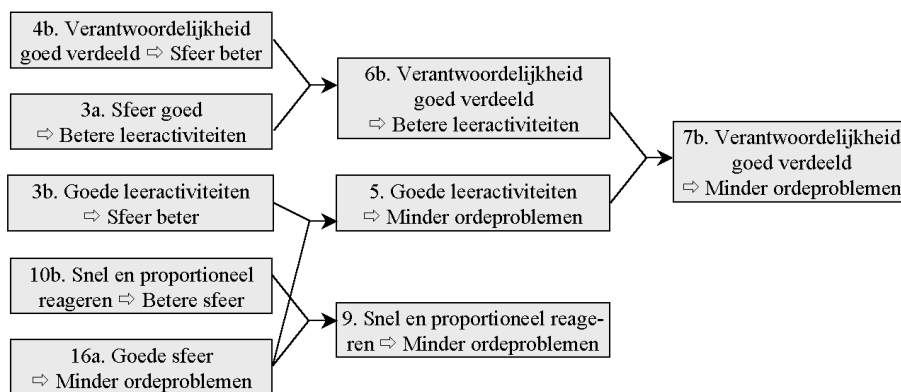 4b. Verantwoordelijkheid
goed verdeeld ⇨ Sfeer beter
3a. Sfeer goed
⇨ Betere leeractiviteiten
3b. Goede leeractiviteiten
⇨ Sfeer beter
10b. Snel en proportioneel
reageren ⇨ Betere sfeer
16a. Goede sfeer
⇨ Minder ordeproblemen
6b. Verantwoordelijkheid
goed verdeeld
⇨ Betere leeractiviteiten
5. Goede leeractiviteiten
⇨ Minder ordeproblemen
9. Snel en proportioneel reage-
ren ⇨ Minder ordeproblemen
7b. Verantwoordelijkheid
goed verdeeld
⇨ Minder ordeproblemen